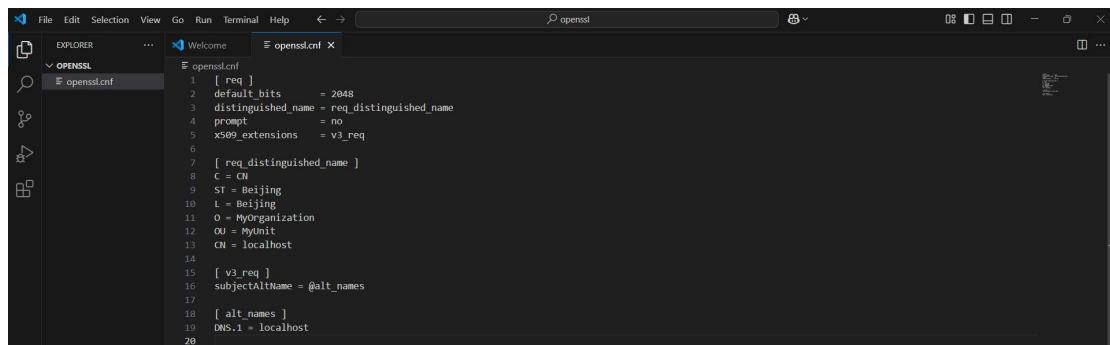 File Edit Selection View Go Run Terminal Help
openssl
EXPLORER
Welcome
openssl.cnf
OPENSSL
openssl.cnf
openssl.cnf
1 [ req ]
2 default_bits = 2048
3 distinguished_name = req_distinguished_name
4 prompt = no
5 x509_extensions = v3_req
6
7 [ req_distinguished_name ]
8 C = CN
9 ST = Beijing
10 L = Beijing
11 O = MyOrganization
12 OU = MyUnit
13 CN = localhost
14
15 [ v3_req ]
16 subjectAltName = @alt_names
17
18 [ alt_names ]
19 DNS.1 = localhost
20